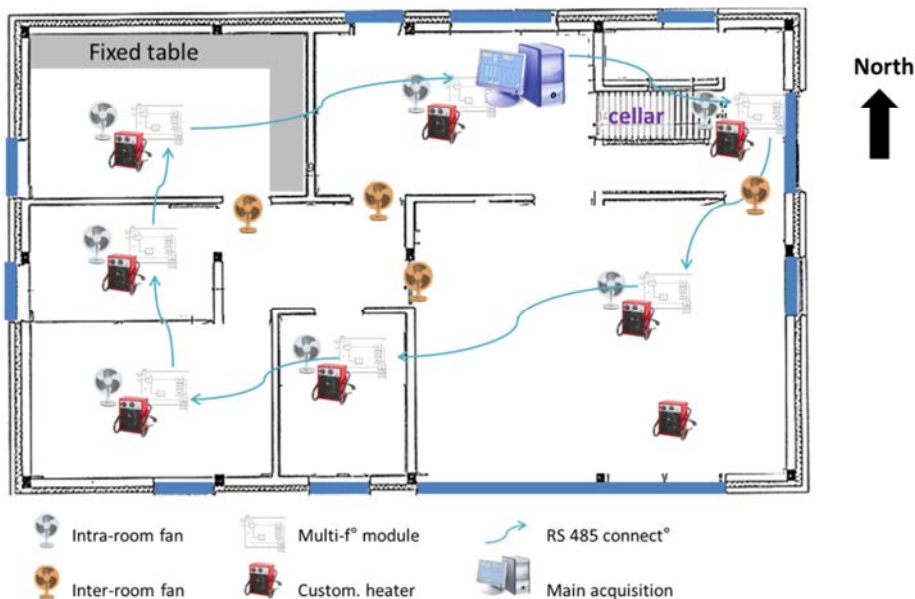 Fixed table
North
cellar
Intra-room fan
Multi-f° module
RS 485 connect°
Inter-room fan
Custom. heater
Main acquisition